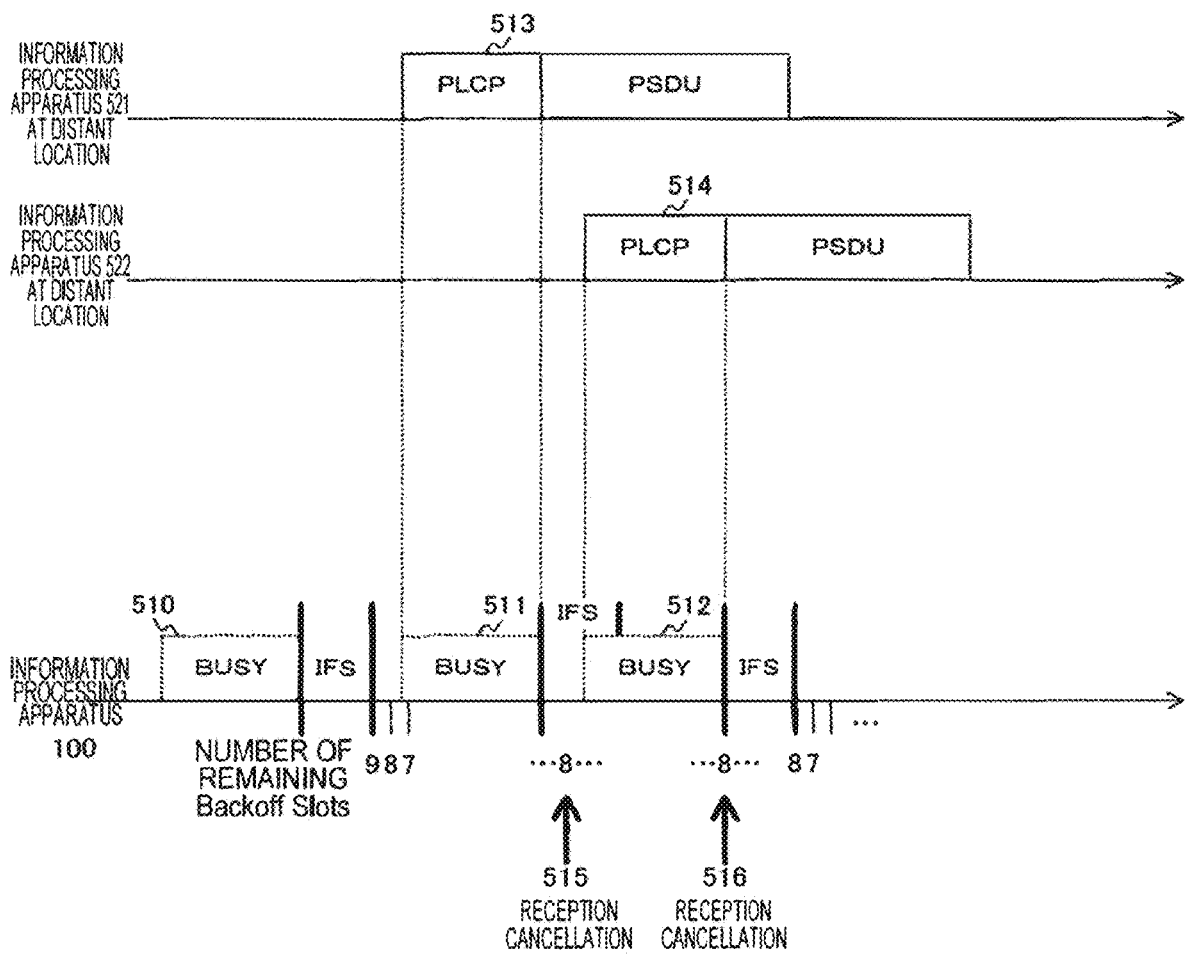 513
INFORMATION
PROCESSING
APPARATUS 521
AT DISTANT
LOCATION
PLCP
PSDU
514
INFORMATION
PROCESSING
APPARATUS 522
AT DISTANT
LOCATION
PLCP
PSDU
510
511
IFS
512
BUSY
IFS
BUSY
BUSY
IFS
INFORMATION
PROCESSING
APPARATUS
100
...
NUMBER OF
REMAINING
Backoff Slots
987
...8...
...8...
87
515
RECEPTION
CANCELLATION
516
RECEPTION
CANCELLATION